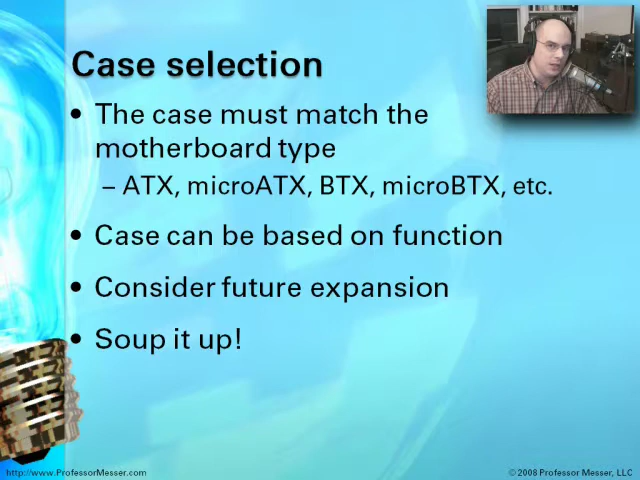 Case selection
• The case must match the
motherboard type
– ATX, microATX, BTX, microBTX, etc.
• Case can be based on function
• Consider future expansion
• Soup it up!
http://www.ProfessorMesser.com
© 2008 Professor Messer, LLC